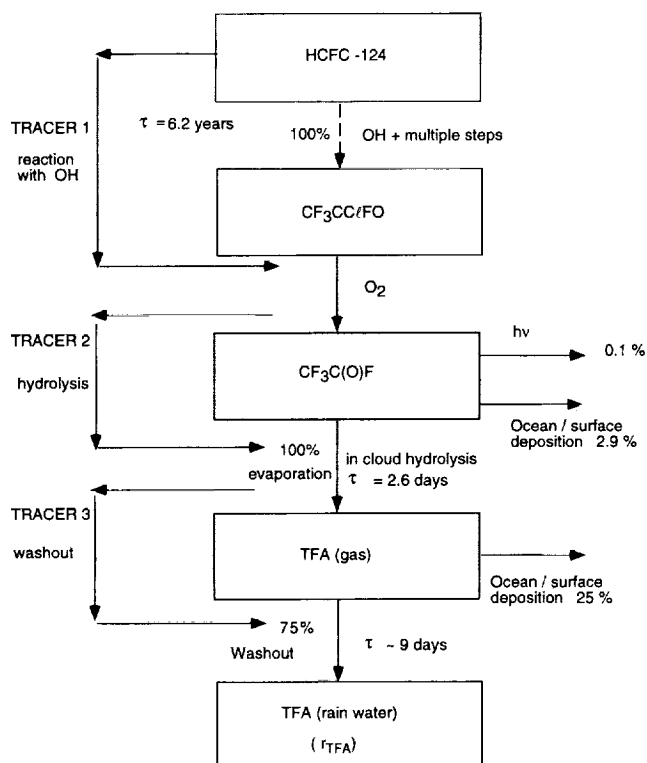 HCFC -124
TRACER 1
reaction
with OH
τ = 6.2 years
100%
OH + multiple steps
CF₃CCℓFO
O₂
TRACER 2
hydrolysis
CF₃C(O)F
hν
0.1 %
Ocean / surface
deposition 2.9 %
100%
evaporation
in cloud hydrolysis
τ = 2.6 days
TRACER 3
washout
TFA (gas)
Ocean / surface
deposition 25 %
75%
Washout
τ ~ 9 days
TFA (rain water)
( r_TFA )